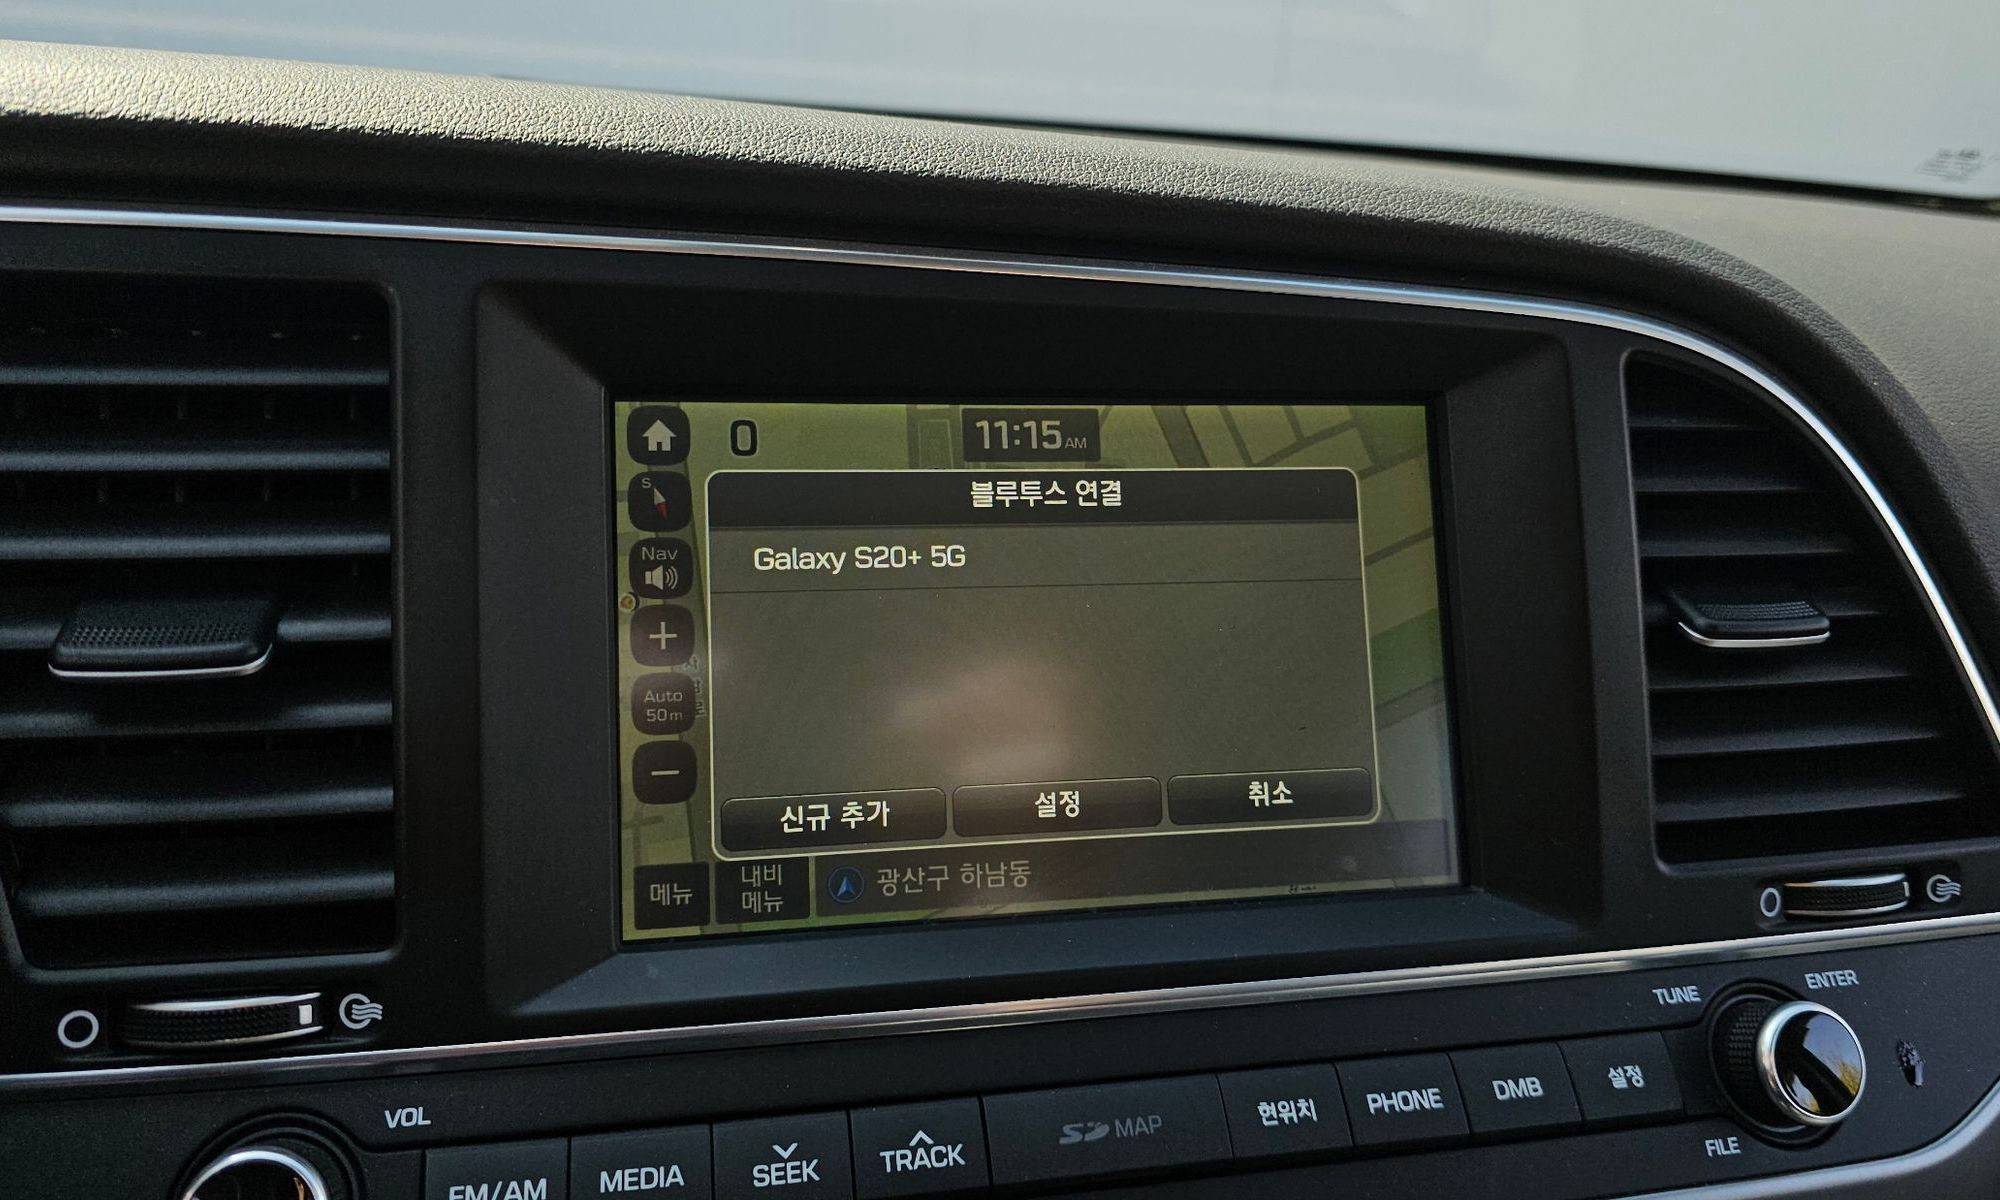 0
11:15 AM
S
블루투스 연결
Galaxy S20+ 5G
Nav
Auto
50m
신규 추가
설정
취소
메뉴
내비
메뉴
광산구 하남동
VOL
TUNE
ENTER
FILE
FM/AM
MEDIA
SEEK
TRACK
SD MAP
현위치
PHONE
DMB
설정